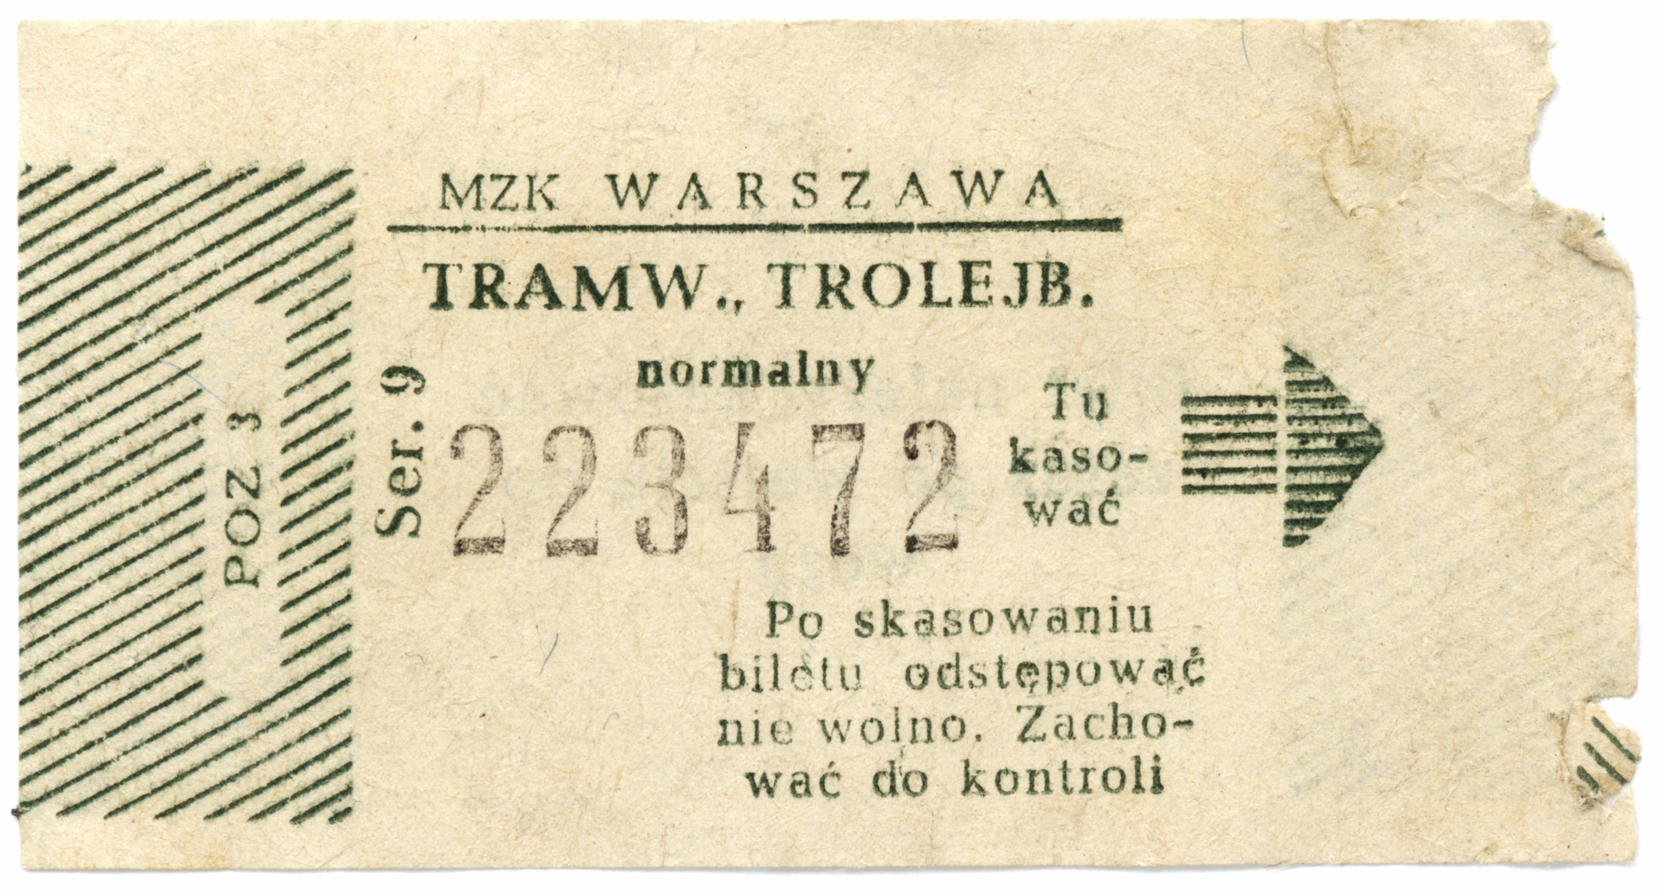 MZK WARSZAWA
TRAMW., TROLEJB.
normalny
POZ 3
Ser. 9
223472
Tu
kaso-
wać
Po skasowaniu
biletu odstępować
nie wolno. Zacho-
wać do kontroli